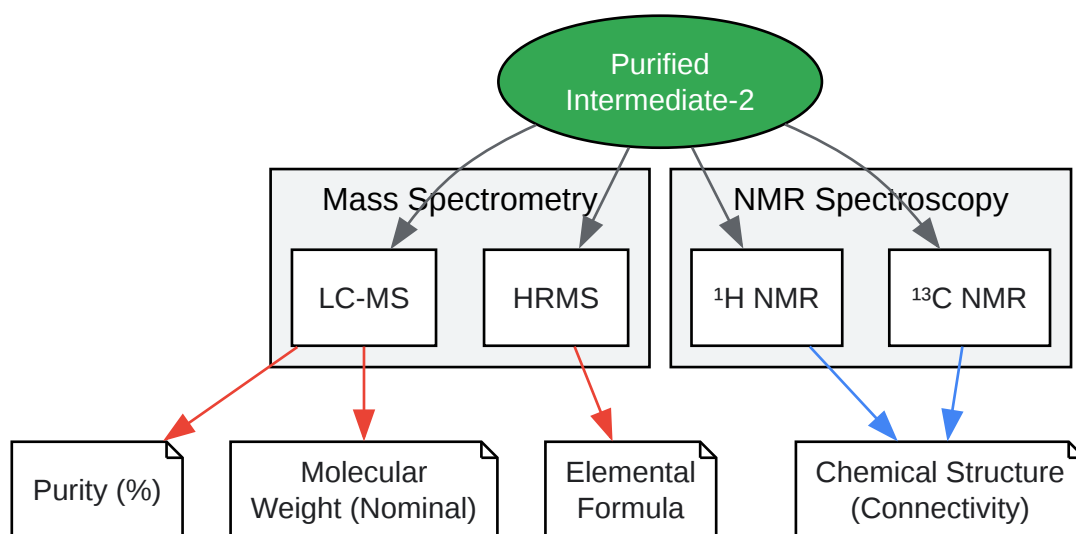 Purified
Intermediate-2
Mass Spectrometry
NMR Spectroscopy
LC-MS
HRMS
¹H NMR
¹³C NMR
Purity (%)
Molecular
Weight (Nominal)
Elemental
Formula
Chemical Structure
(Connectivity)